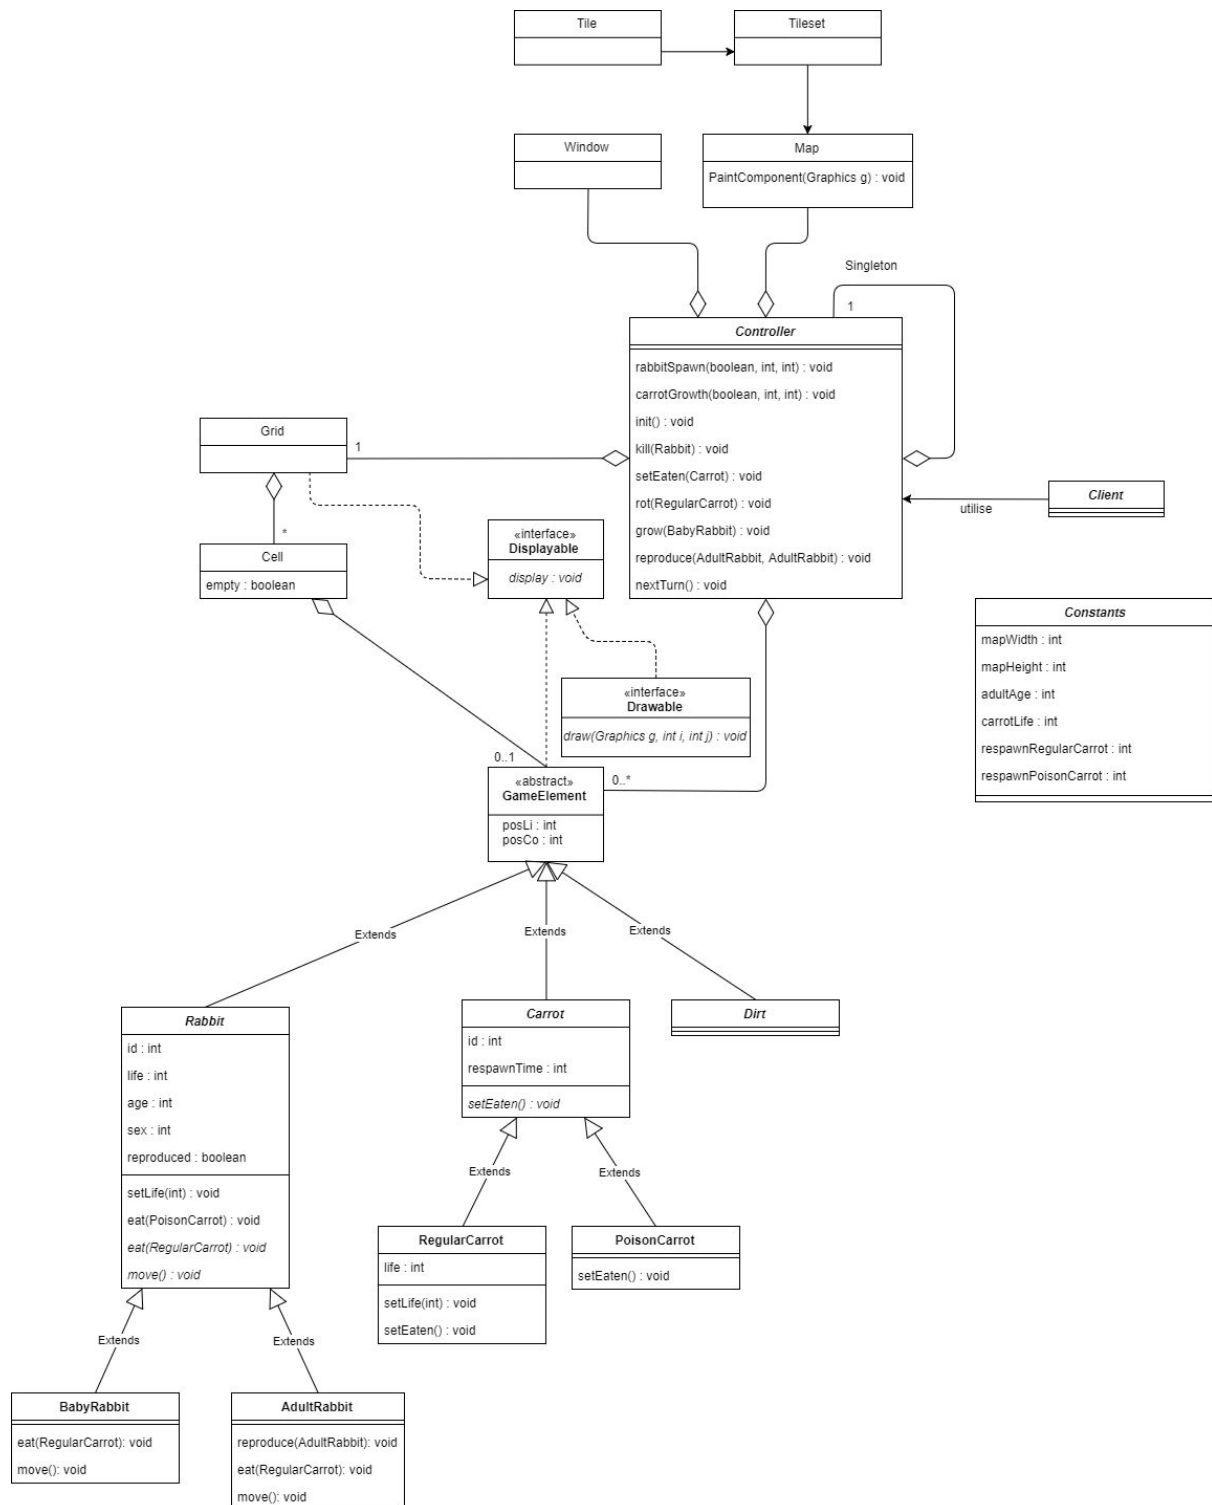 Tile
Tileset
Window
Map
PaintComponent(Graphics g) : void
Singleton
1
Controller
rabbitSpawn(boolean, int, int) : void
carrotGrowth(boolean, int, int) : void
init() : void
kill(Rabbit) : void
setEaten(Carrot) : void
rot(RegularCarrot) : void
grow(BabyRabbit) : void
reproduce(AdultRabbit, AdultRabbit) : void
nextTurn() : void
Grid
1
*
Cell
empty : boolean
«interface»
Displayable
display : void
Client
utilise
Constants
mapWidth : int
mapHeight : int
adultAge : int
carrotLife : int
respawnRegularCarrot : int
respawnPoisonCarrot : int
«interface»
Drawable
draw(Graphics g, int i, int j) : void
0..1
0..*
«abstract»
GameElement
posLi : int
posCo : int
Extends
Extends
Extends
Rabbit
id : int
life : int
age : int
sex : int
reproduced : boolean
setLife(int) : void
eat(PoisonCarrot) : void
eat(RegularCarrot) : void
move() : void
Carrot
id : int
respawnTime : int
setEaten() : void
Dirt
Extends
Extends
RegularCarrot
life : int
setLife(int) : void
setEaten() : void
PoisonCarrot
setEaten() : void
Extends
Extends
BabyRabbit
eat(RegularCarrot): void
move(): void
AdultRabbit
reproduce(AdultRabbit): void
eat(RegularCarrot): void
move(): void